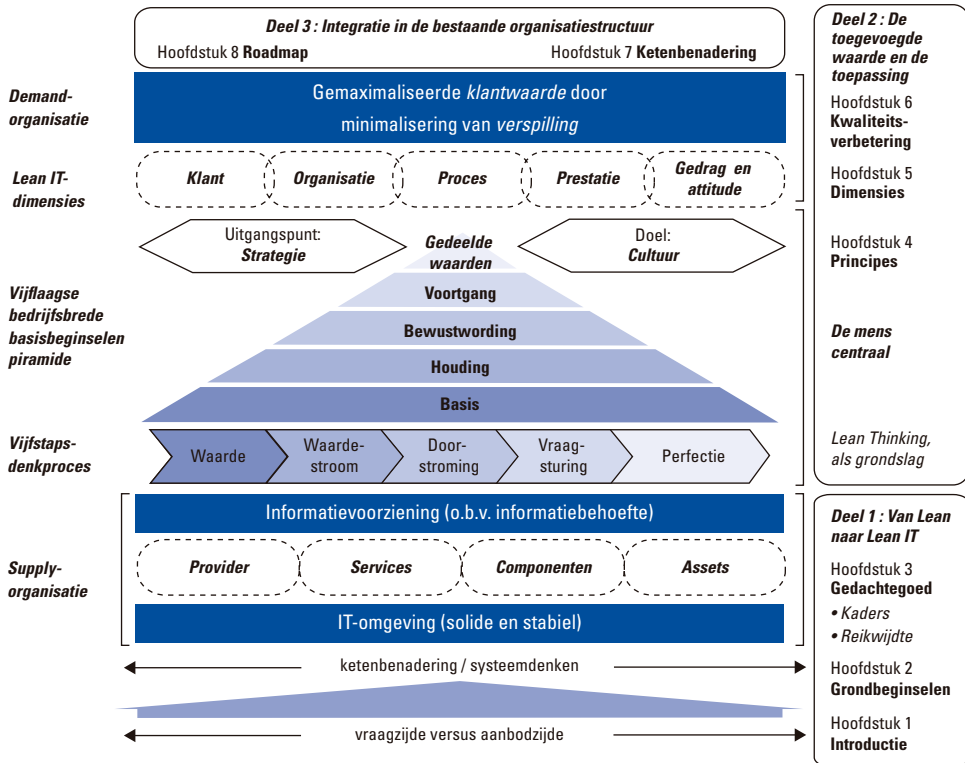 Deel 3 : Integratie in de bestaande organisatiestructuur
Hoofdstuk 8 Roadmap
Hoofdstuk 7 Ketenbenadering
Demand-
organisatie
Gemaximaliseerde klantwaarde door
minimalisering van verspilling
Lean IT-
dimensies
Klant
Organisatie
Proces
Prestatie
Gedrag en
attitude
Uitgangspunt:
Strategie
Gedeelde
waarden
Doel:
Cultuur
Vijflaagse
bedrijfsbrede
basisbeginselen
piramide
Voortgang
Bewustwording
Houding
Basis
Vijfstaps-
denkproces
Waarde
Waarde-
stroom
Door-
stroming
Vraag-
sturing
Perfectie
Supply-
organisatie
Informatievoorziening (o.b.v. informatiebehoefte)
Provider
Services
Componenten
Assets
IT-omgeving (solide en stabiel)
ketenbenadering / systeemdenken
vraagzijde versus aanbodzijde
Deel 2 : De
toegevoegde
waarde en de
toepassing
Hoofdstuk 6
Kwaliteits-
verbetering
Hoofdstuk 5
Dimensies
Hoofdstuk 4
Principes
De mens
centraal
Lean Thinking,
als grondslag
Deel 1 : Van Lean
naar Lean IT
Hoofdstuk 3
Gedachtegoed
• Kaders
• Reikwijdte
Hoofdstuk 2
Grondbeginselen
Hoofdstuk 1
Introductie